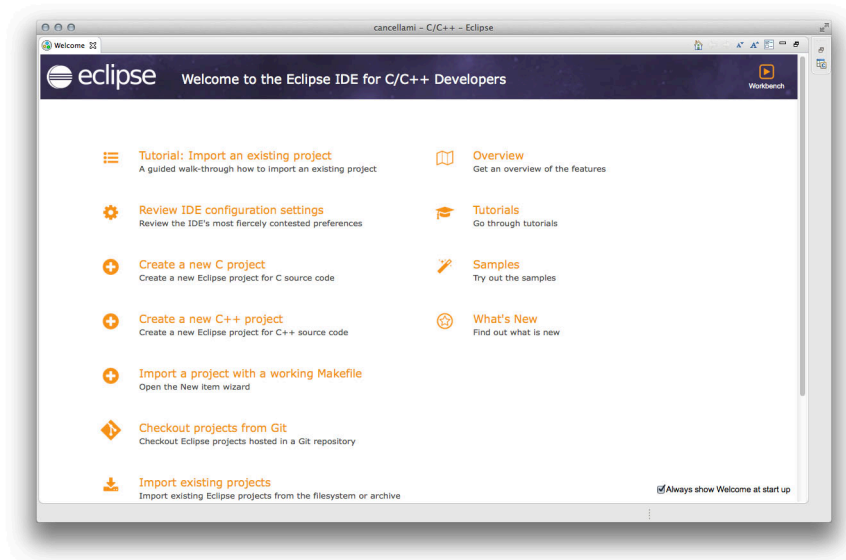 cancellami – C/C++ – Eclipse
Welcome
eclipse
Welcome to the Eclipse IDE for C/C++ Developers
Workbench
Tutorial: Import an existing project
A guided walk-through how to import an existing project
Review IDE configuration settings
Review the IDE's most fiercely contested preferences
Create a new C project
Create a new Eclipse project for C source code
Create a new C++ project
Create a new Eclipse project for C++ source code
Import a project with a working Makefile
Open the New item wizard
Checkout projects from Git
Checkout Eclipse projects hosted in a Git repository
Import existing projects
Import existing Eclipse projects from the filesystem or archive
Overview
Get an overview of the features
Tutorials
Go through tutorials
Samples
Try out the samples
What's New
Find out what is new
Always show Welcome at start up